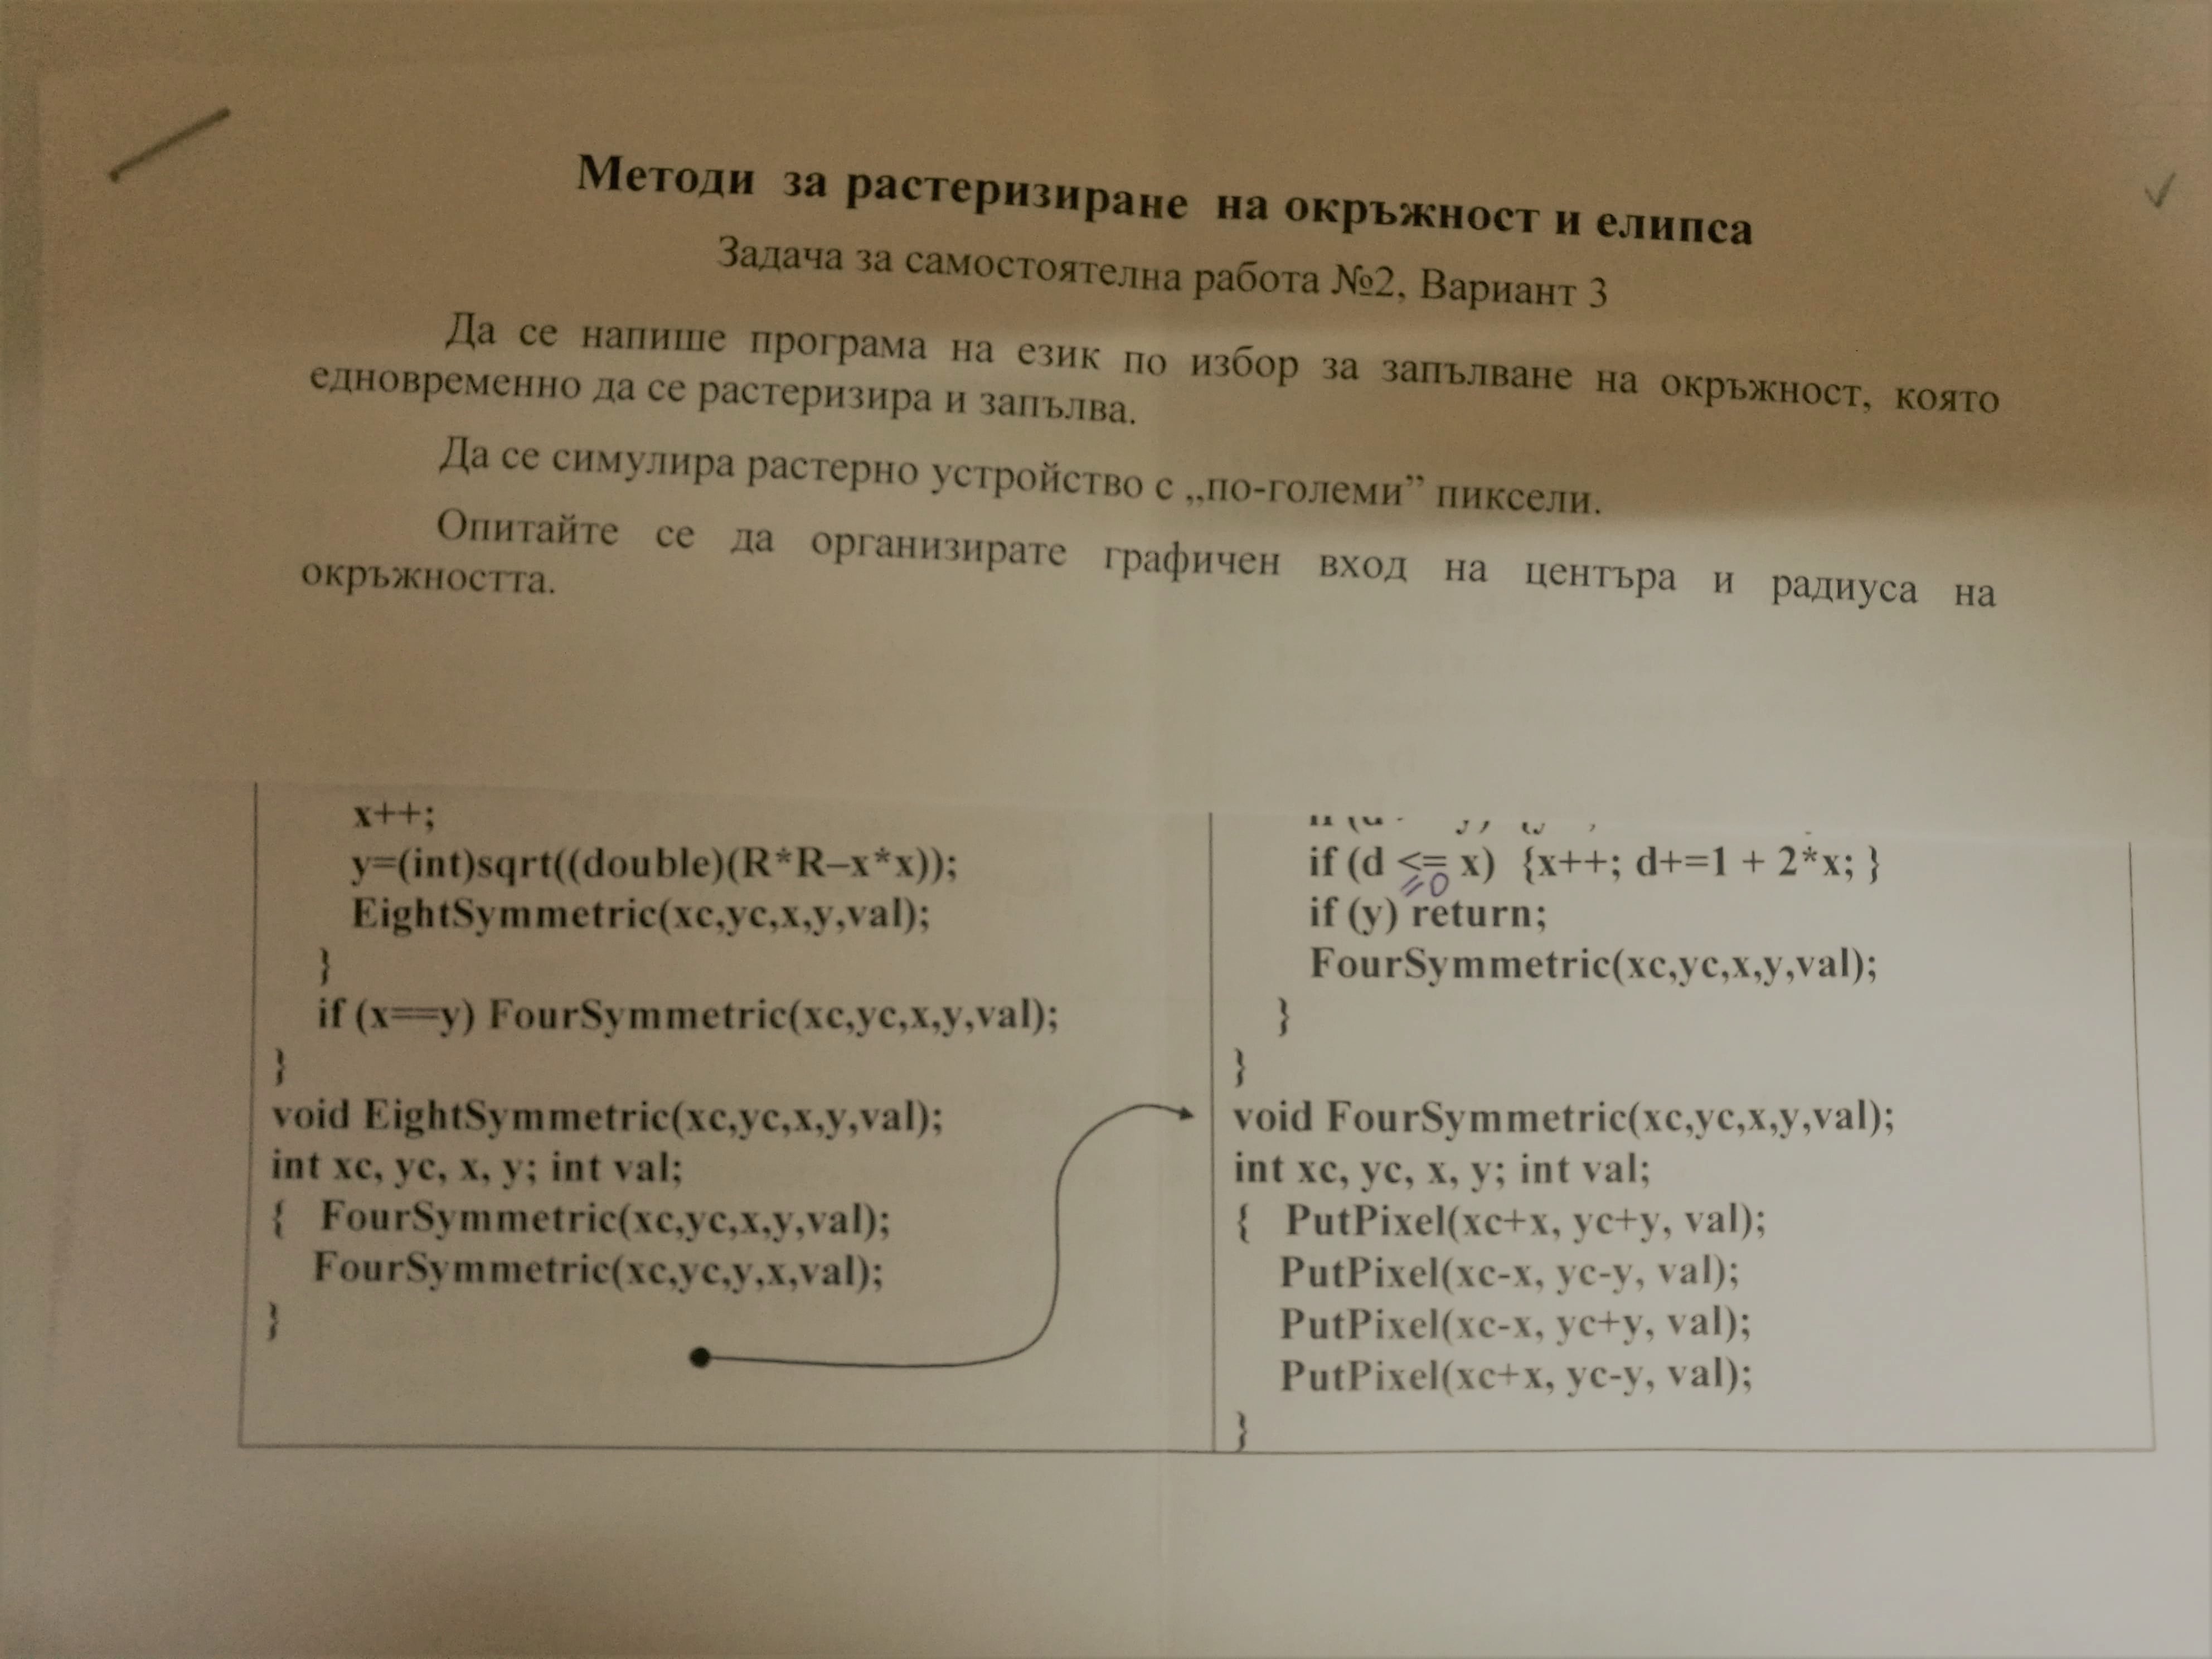 Методи за растеризиране на окръжност и елипса
Задача за самостоятелна работа №2, Вариант 3
Да се напише програма на език по избор за запълване на окръжност, която
едновременно да се растеризира и запълва.
Да се симулира растерно устройство с „по-големи” пиксели.
Опитайте се да организирате графичен вход на центъра и радиуса на
окръжността.
x++;
y=(int)sqrt((double)(R*R–x*x));
EightSymmetric(xc,yc,x,y,val);
}
if (x==y) FourSymmetric(xc,yc,x,y,val);
}
void EightSymmetric(xc,yc,x,y,val);
int xc, yc, x, y; int val;
{ FourSymmetric(xc,yc,x,y,val);
FourSymmetric(xc,yc,y,x,val);
}
if (d <= x) {x++; d+=1 + 2*x; }
if (y) return;
FourSymmetric(xc,yc,x,y,val);
}
}
void FourSymmetric(xc,yc,x,y,val);
int xc, yc, x, y; int val;
{ PutPixel(xc+x, yc+y, val);
PutPixel(xc-x, yc-y, val);
PutPixel(xc-x, yc+y, val);
PutPixel(xc+x, yc-y, val);
}